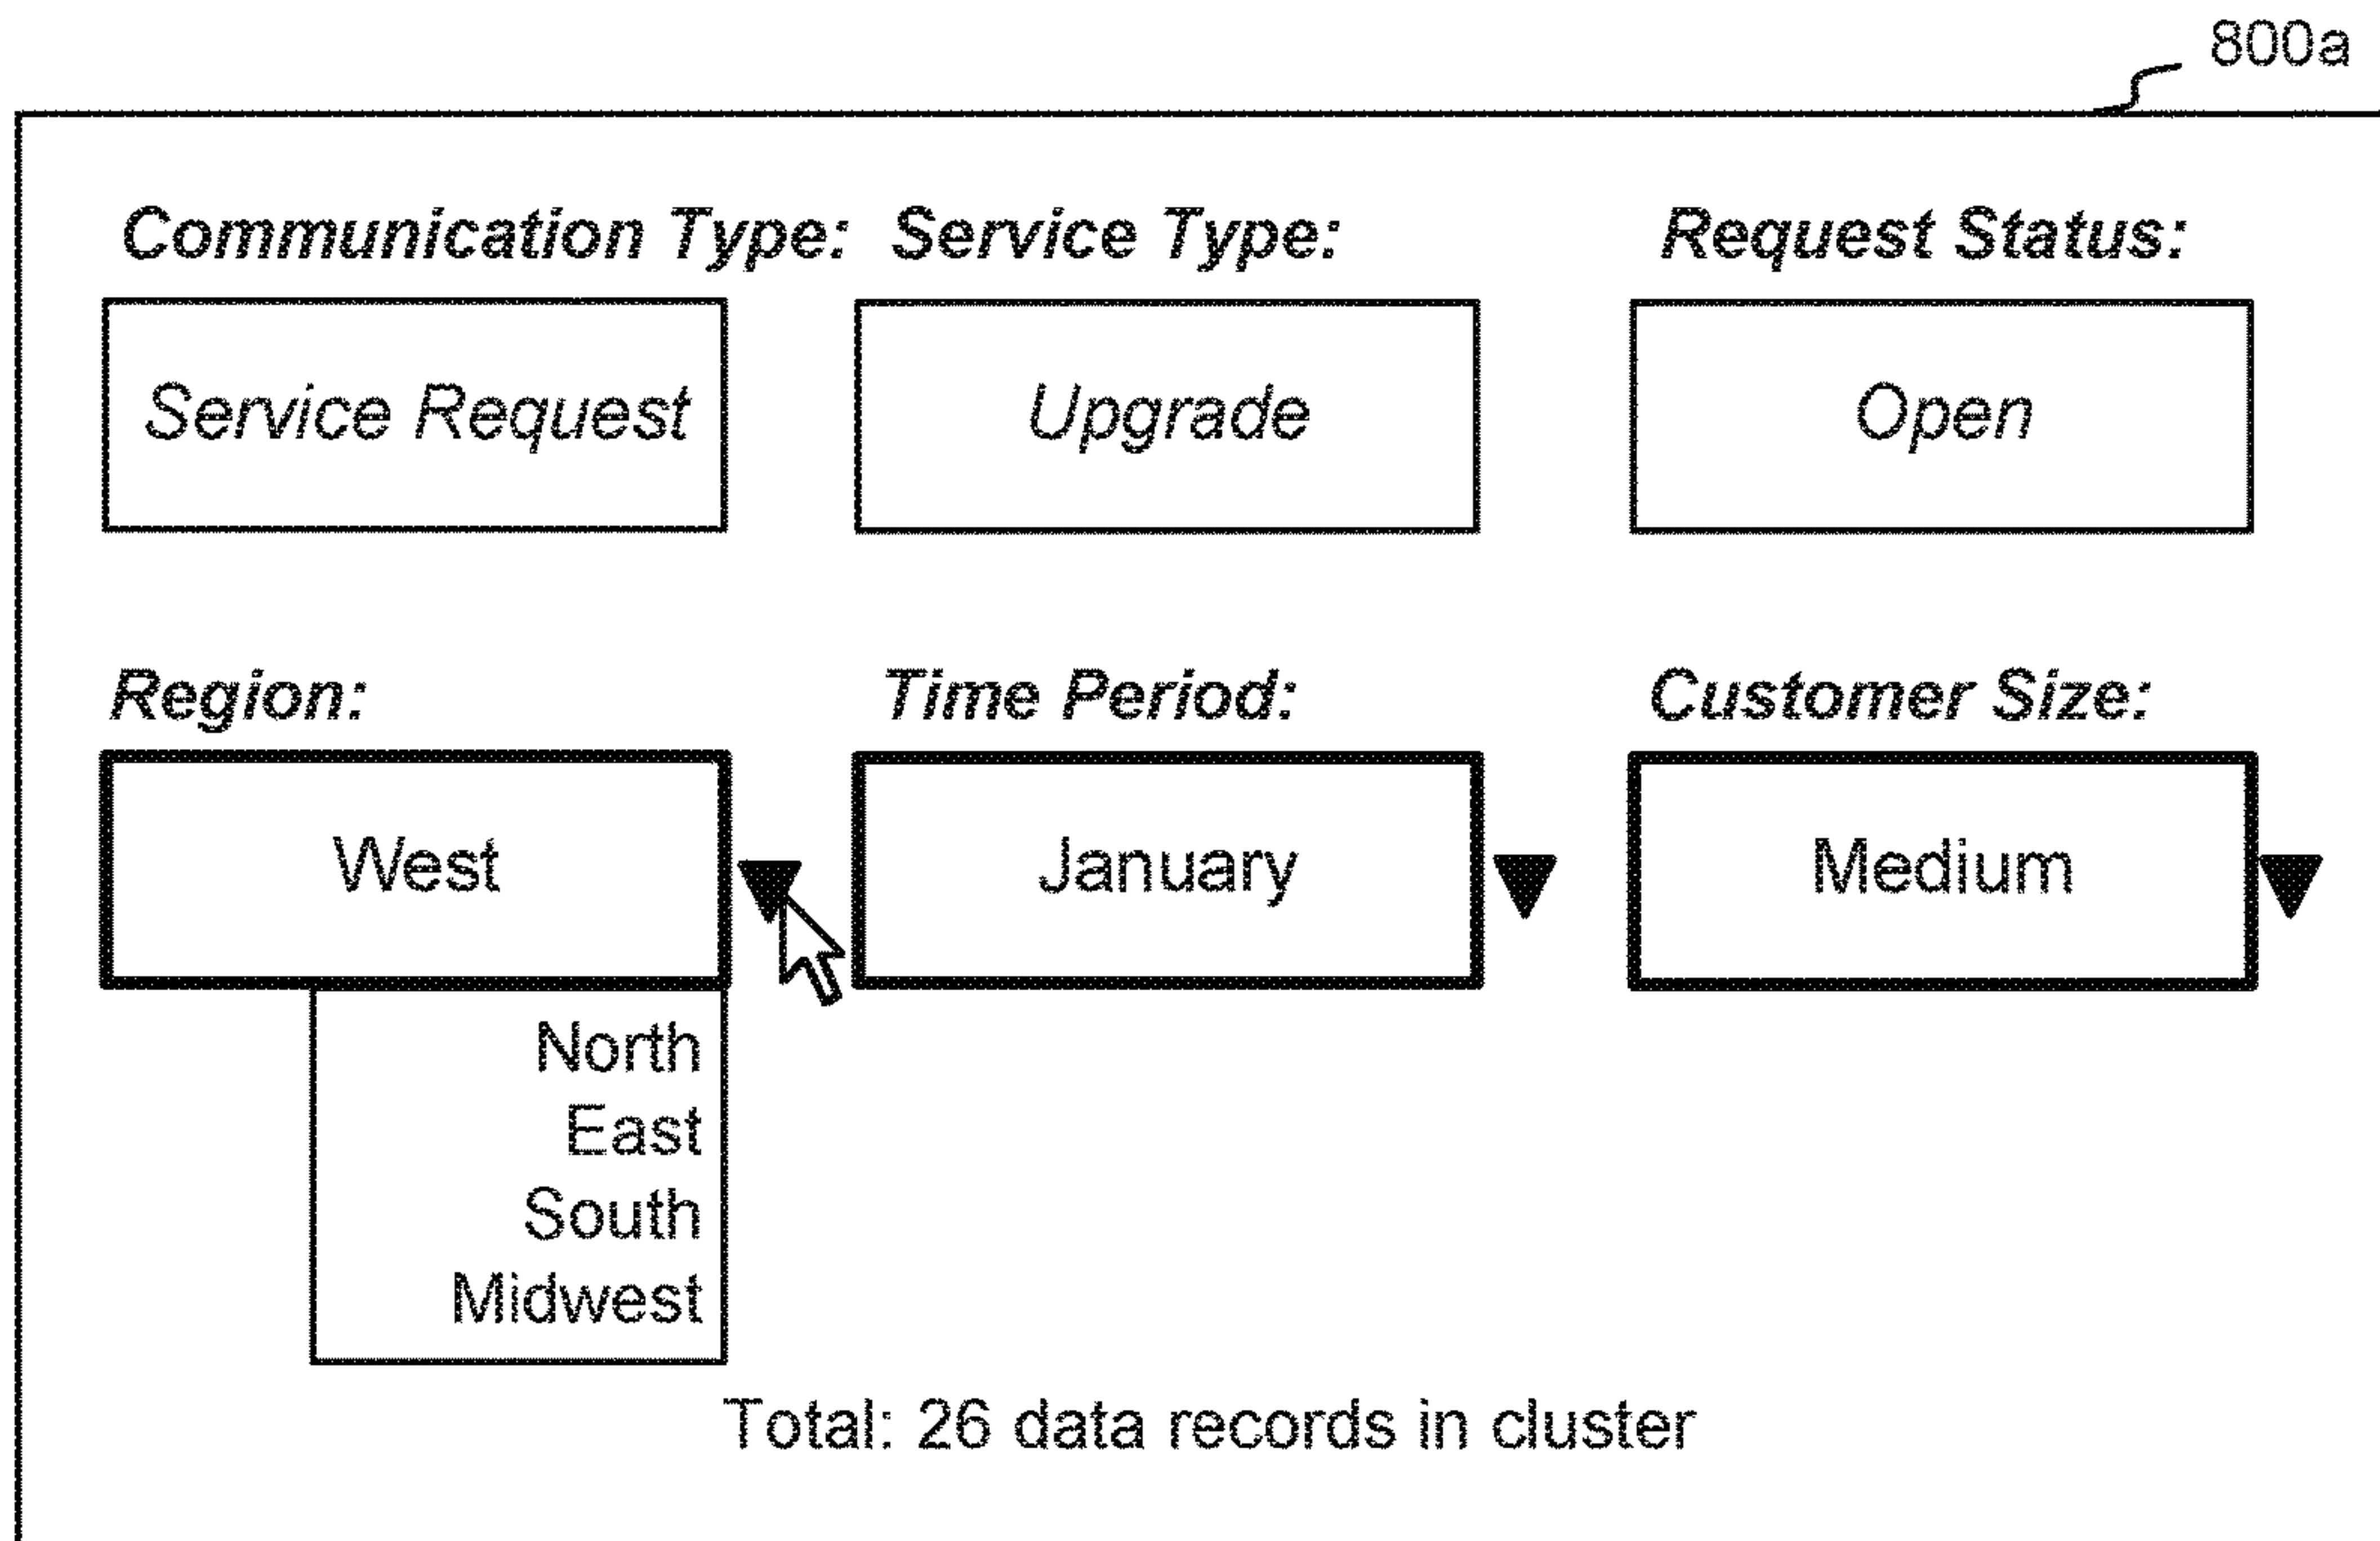 800a
Communication Type: Service Type: Request Status:
Service Request Upgrade Open
Region: Time Period: Customer Size:
West January Medium
North
East
South
Midwest
Total: 26 data records in cluster